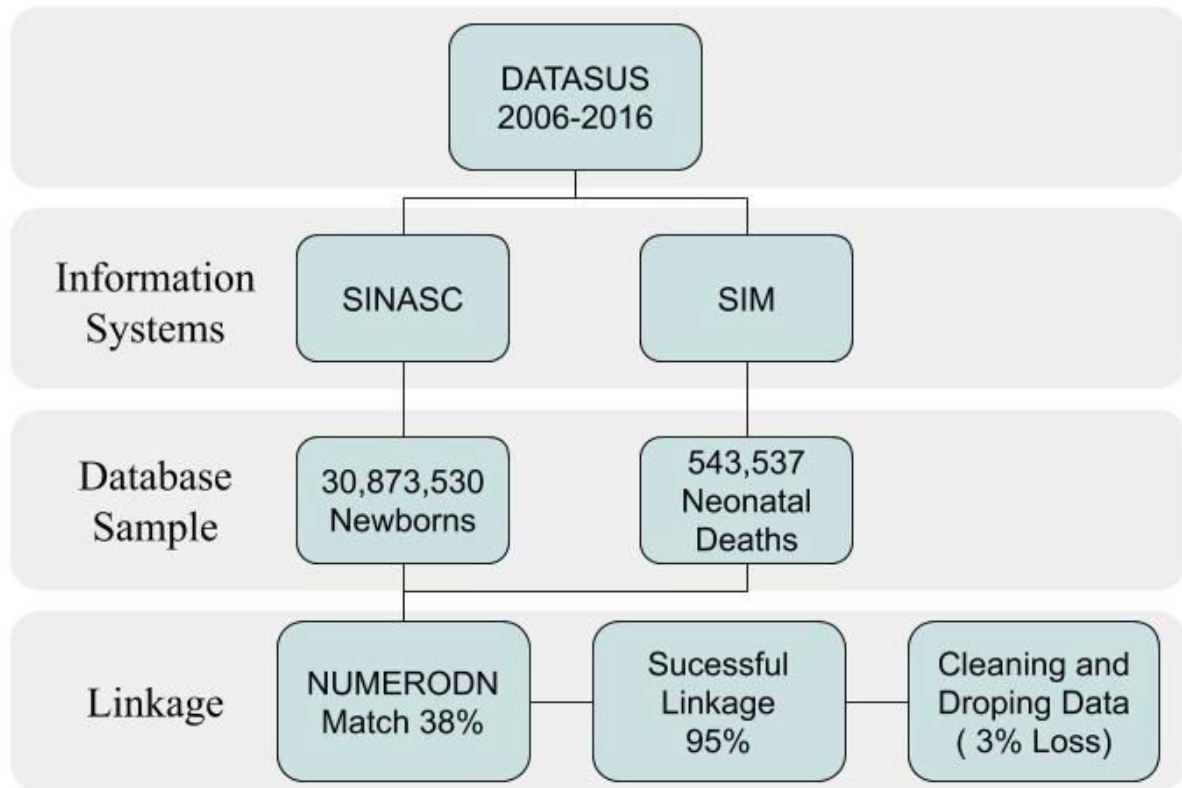 DATASUS
2006-2016
Information
Systems
SINASC
SIM
Database
Sample
30,873,530
Newborns
543,537
Neonatal
Deaths
Linkage
NUMERODN
Match 38%
Sucessful
Linkage
95%
Cleaning and
Droping Data
( 3% Loss)